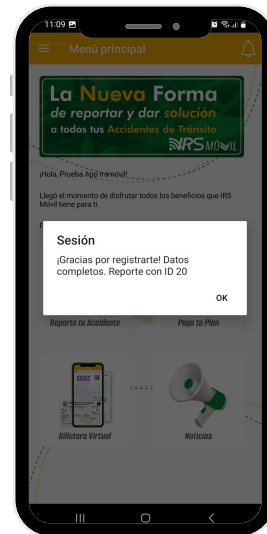 11:09
Menú principal
La Nueva Forma
de reportar y dar solución
a todos tus Accidentes de Tránsito
IRS MÓVIL
¡Hola, Prueba App Irsmóvil!
Llegó el momento de disfrutar todos los beneficios que IRS
Móvil tiene para ti.
Sesión
¡Gracias por registrarte! Datos
completos. Reporte con ID 20
OK
Reporta tu Accidente
Paga tu Plan
SOAT
Billetera Virtual
Noticias